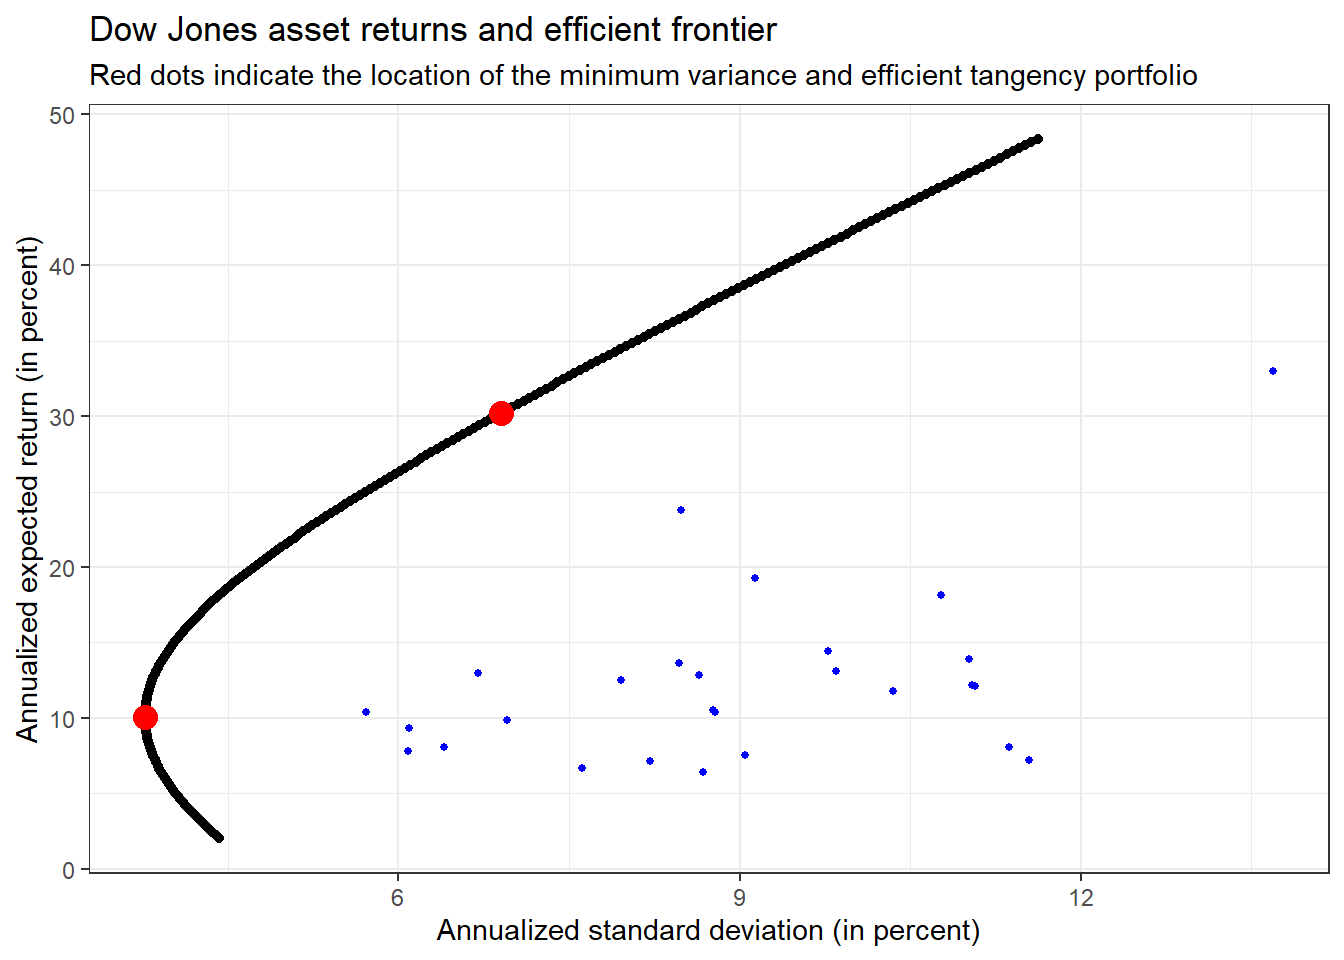 Dow Jones asset returns and efficient frontier
Red dots indicate the location of the minimum variance and efficient tangency portfolio
Annualized expected return (in percent)
50
40
30
20
10
0
6 9 12
Annualized standard deviation (in percent)